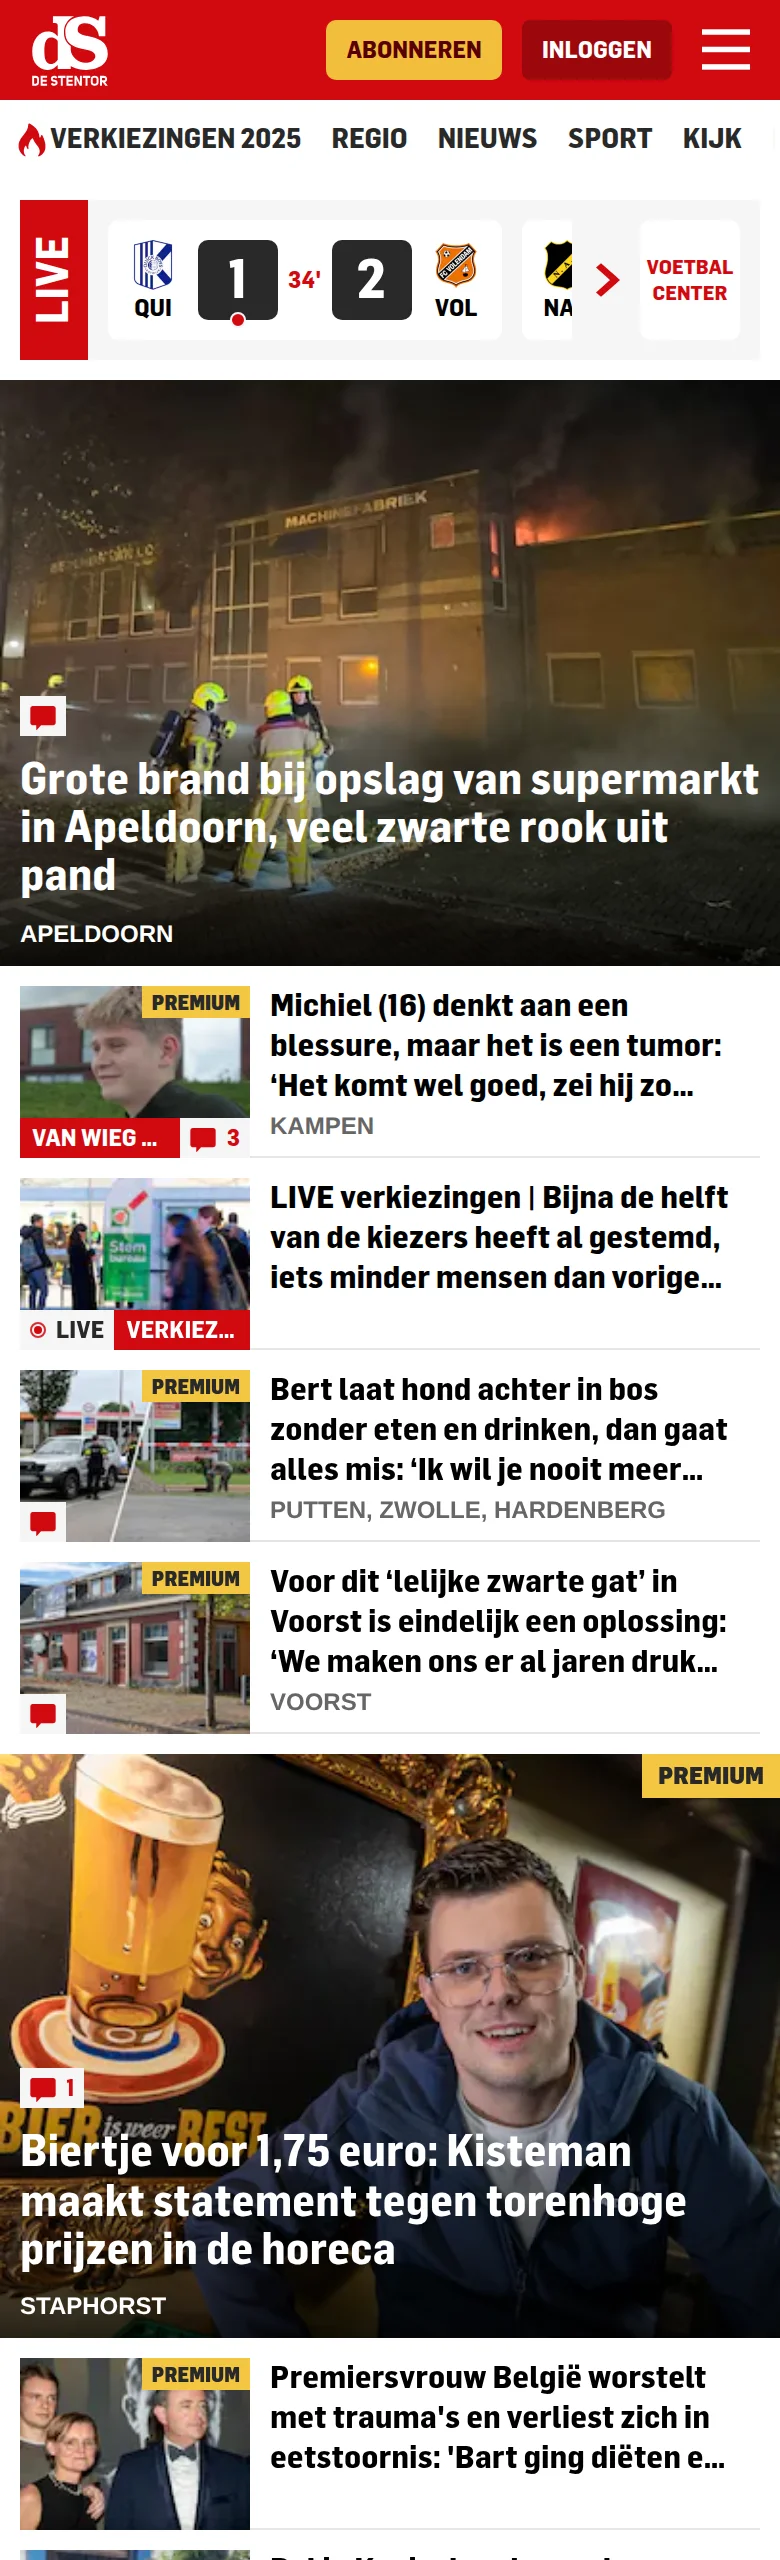 dS
DE STENTOR
ABONNEREN
INLOGGEN
VERKIEZINGEN 2025 REGIO NIEUWS SPORT KIJK
LIVE
QUI
1
34'
2
VOL
NA
VOETBAL
CENTER
MACHINEFABRIEK
Grote brand bij opslag van supermarkt
in Apeldoorn, veel zwarte rook uit
pand
APELDOORN
PREMIUM
VAN WIEG ...
3
Michiel (16) denkt aan een
blessure, maar het is een tumor:
‘Het komt wel goed, zei hij zo...
KAMPEN
Stem
bureau
LIVE
VERKIEZ...
LIVE verkiezingen | Bijna de helft
van de kiezers heeft al gestemd,
iets minder mensen dan vorige...
PREMIUM
Bert laat hond achter in bos
zonder eten en drinken, dan gaat
alles mis: ‘Ik wil je nooit meer...
PUTTEN, ZWOLLE, HARDENBERG
PREMIUM
Voor dit ‘lelijke zwarte gat’ in
Voorst is eindelijk een oplossing:
‘We maken ons er al jaren druk...
VOORST
PREMIUM
1
BIER is weer BEST
Biertje voor 1,75 euro: Kisteman
maakt statement tegen torenhoge
prijzen in de horeca
STAPHORST
PREMIUM
Premiersvrouw België worstelt
met trauma's en verliest zich in
eetstoornis: 'Bart ging diëten e...